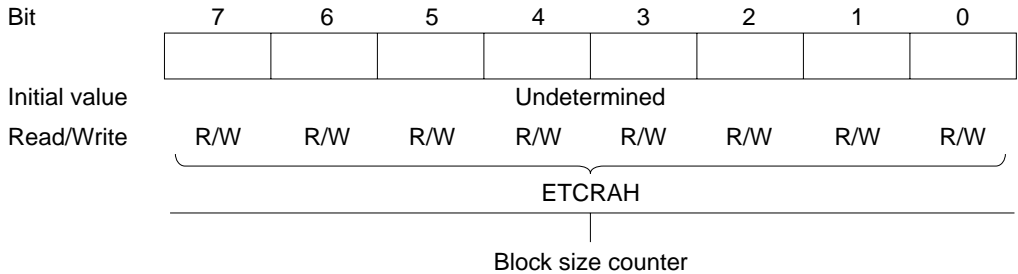 Bit 7 6 5 4 3 2 1 0
Initial value Undetermined
Read/Write R/W R/W R/W R/W R/W R/W R/W R/W
ETCRAH
Block size counter